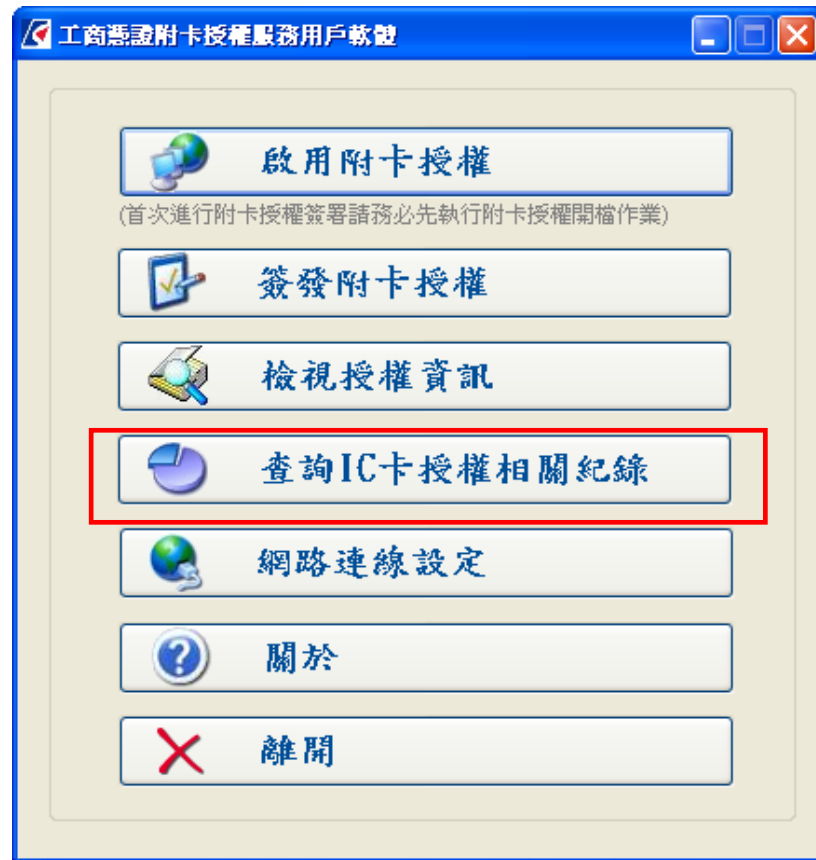 工商憑證附卡授權服務用戶軟體
啟用附卡授權
(首次進行附卡授權簽署請務必先執行附卡授權開檔作業)
簽發附卡授權
檢視授權資訊
查詢IC卡授權相關紀錄
網路連線設定
關於
離開